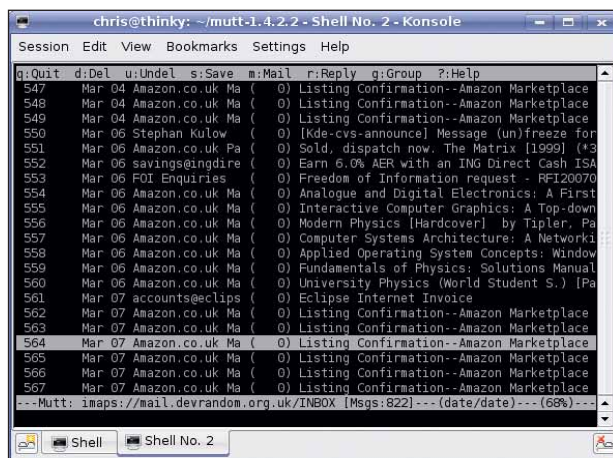 chris@thinky: ~/mutt-1.4.2.2 - Shell No. 2 - Konsole
Session Edit View Bookmarks Settings Help
q:Quit d:Del u:Undel s:Save m:Mail r:Reply g:Group ?:Help
547 Mar 04 Amazon.co.uk Ma ( 0) Listing Confirmation--Amazon Marketplace
548 Mar 04 Amazon.co.uk Ma ( 0) Listing Confirmation--Amazon Marketplace
549 Mar 04 Amazon.co.uk Ma ( 0) Listing Confirmation--Amazon Marketplace
550 Mar 06 Stephan Kulow ( 0) [Kde-cvs-announce] Message (un)freeze for
551 Mar 06 Amazon.co.uk Pa ( 0) Sold, dispatch now. The Matrix [1999] (*3
552 Mar 06 savings@ingdire ( 0) Earn 6.0% AER with an ING Direct Cash ISA
553 Mar 06 FOI Enquiries ( 0) Freedom of Information request - RFI20070
554 Mar 06 Amazon.co.uk Ma ( 0) Analogue and Digital Electronics: A First
555 Mar 06 Amazon.co.uk Ma ( 0) Interactive Computer Graphics: A Top-down
556 Mar 06 Amazon.co.uk Ma ( 0) Modern Physics [Hardcover] by Tipler, Pa
557 Mar 06 Amazon.co.uk Ma ( 0) Computer Systems Architecture: A Networki
558 Mar 06 Amazon.co.uk Ma ( 0) Applied Operating System Concepts: Window
559 Mar 06 Amazon.co.uk Ma ( 0) Fundamentals of Physics: Solutions Manual
560 Mar 06 Amazon.co.uk Ma ( 0) University Physics (World Student S.) [Pa
561 Mar 07 accounts@eclips ( 0) Eclipse Internet Invoice
562 Mar 07 Amazon.co.uk Ma ( 0) Listing Confirmation--Amazon Marketplace
563 Mar 07 Amazon.co.uk Ma ( 0) Listing Confirmation--Amazon Marketplace
564 Mar 07 Amazon.co.uk Ma ( 0) Listing Confirmation--Amazon Marketplace
565 Mar 07 Amazon.co.uk Ma ( 0) Listing Confirmation--Amazon Marketplace
566 Mar 07 Amazon.co.uk Ma ( 0) Listing Confirmation--Amazon Marketplace
567 Mar 07 Amazon.co.uk Ma ( 0) Listing Confirmation--Amazon Marketplace
---Mutt: imaps://mail.devrandom.org.uk/INBOX [Msgs:822]---(date/date)---(68%)---
Shell Shell No. 2